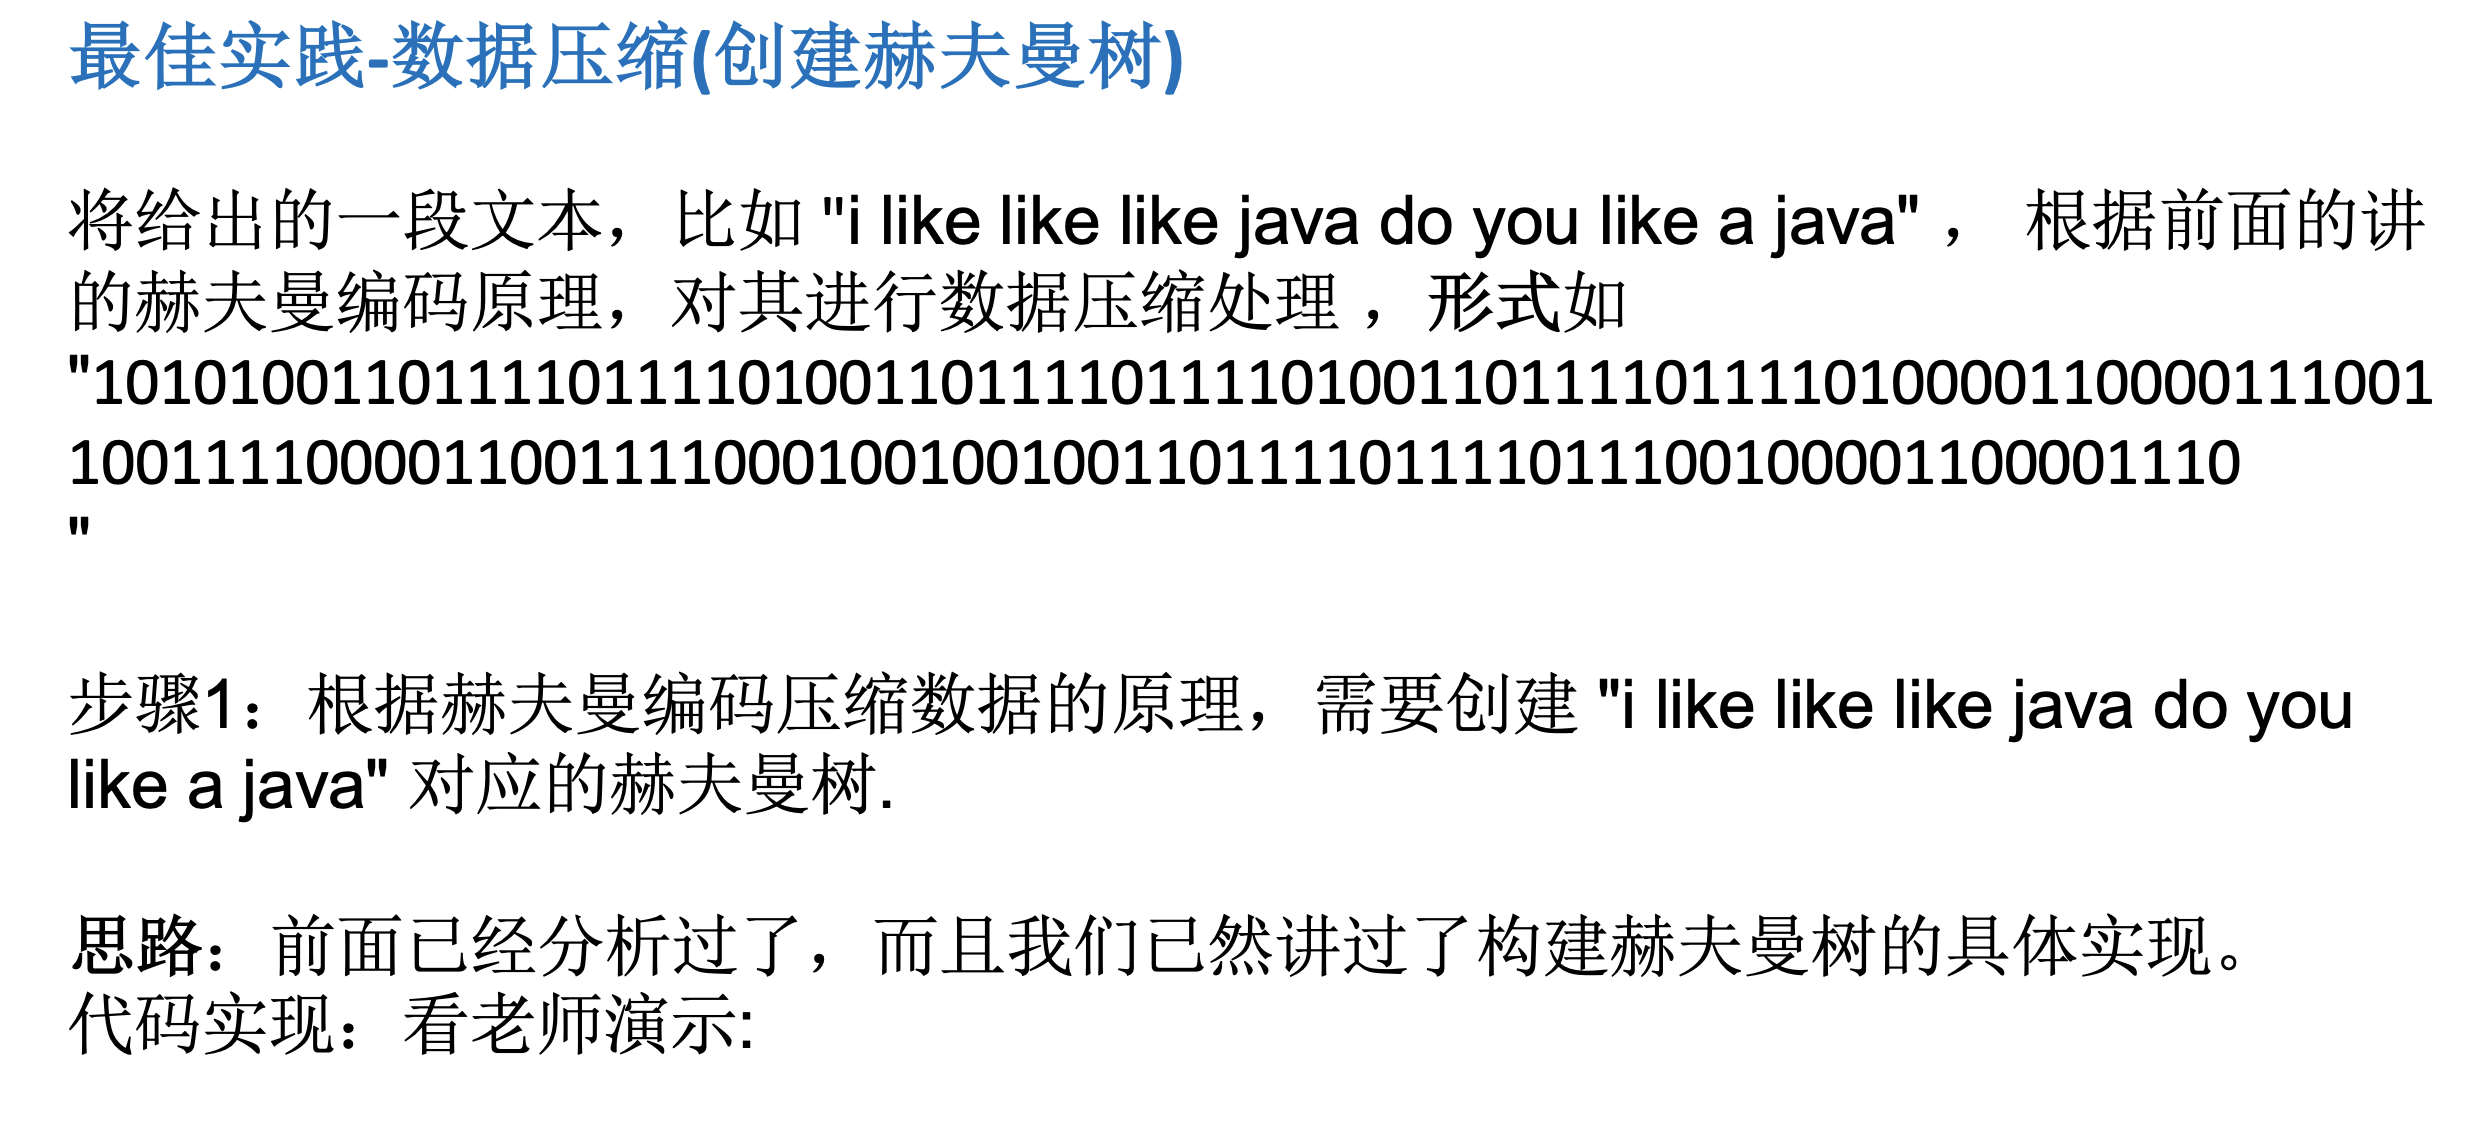 最佳实践-数据压缩(创建赫夫曼树)
将给出的一段文本，比如 "i like like like java do you like a java" ， 根据前面的讲
的赫夫曼编码原理，对其进行数据压缩处理 ，形式如
"101010011011110111101001101111011110100110111101111010000110000111001
1001111000011001111000100100100110111101111011100100001100001110
"
步骤1：根据赫夫曼编码压缩数据的原理，需要创建 "i like like like java do you
like a java" 对应的赫夫曼树.
思路：前面已经分析过了，而且我们已然讲过了构建赫夫曼树的具体实现。
代码实现：看老师演示: